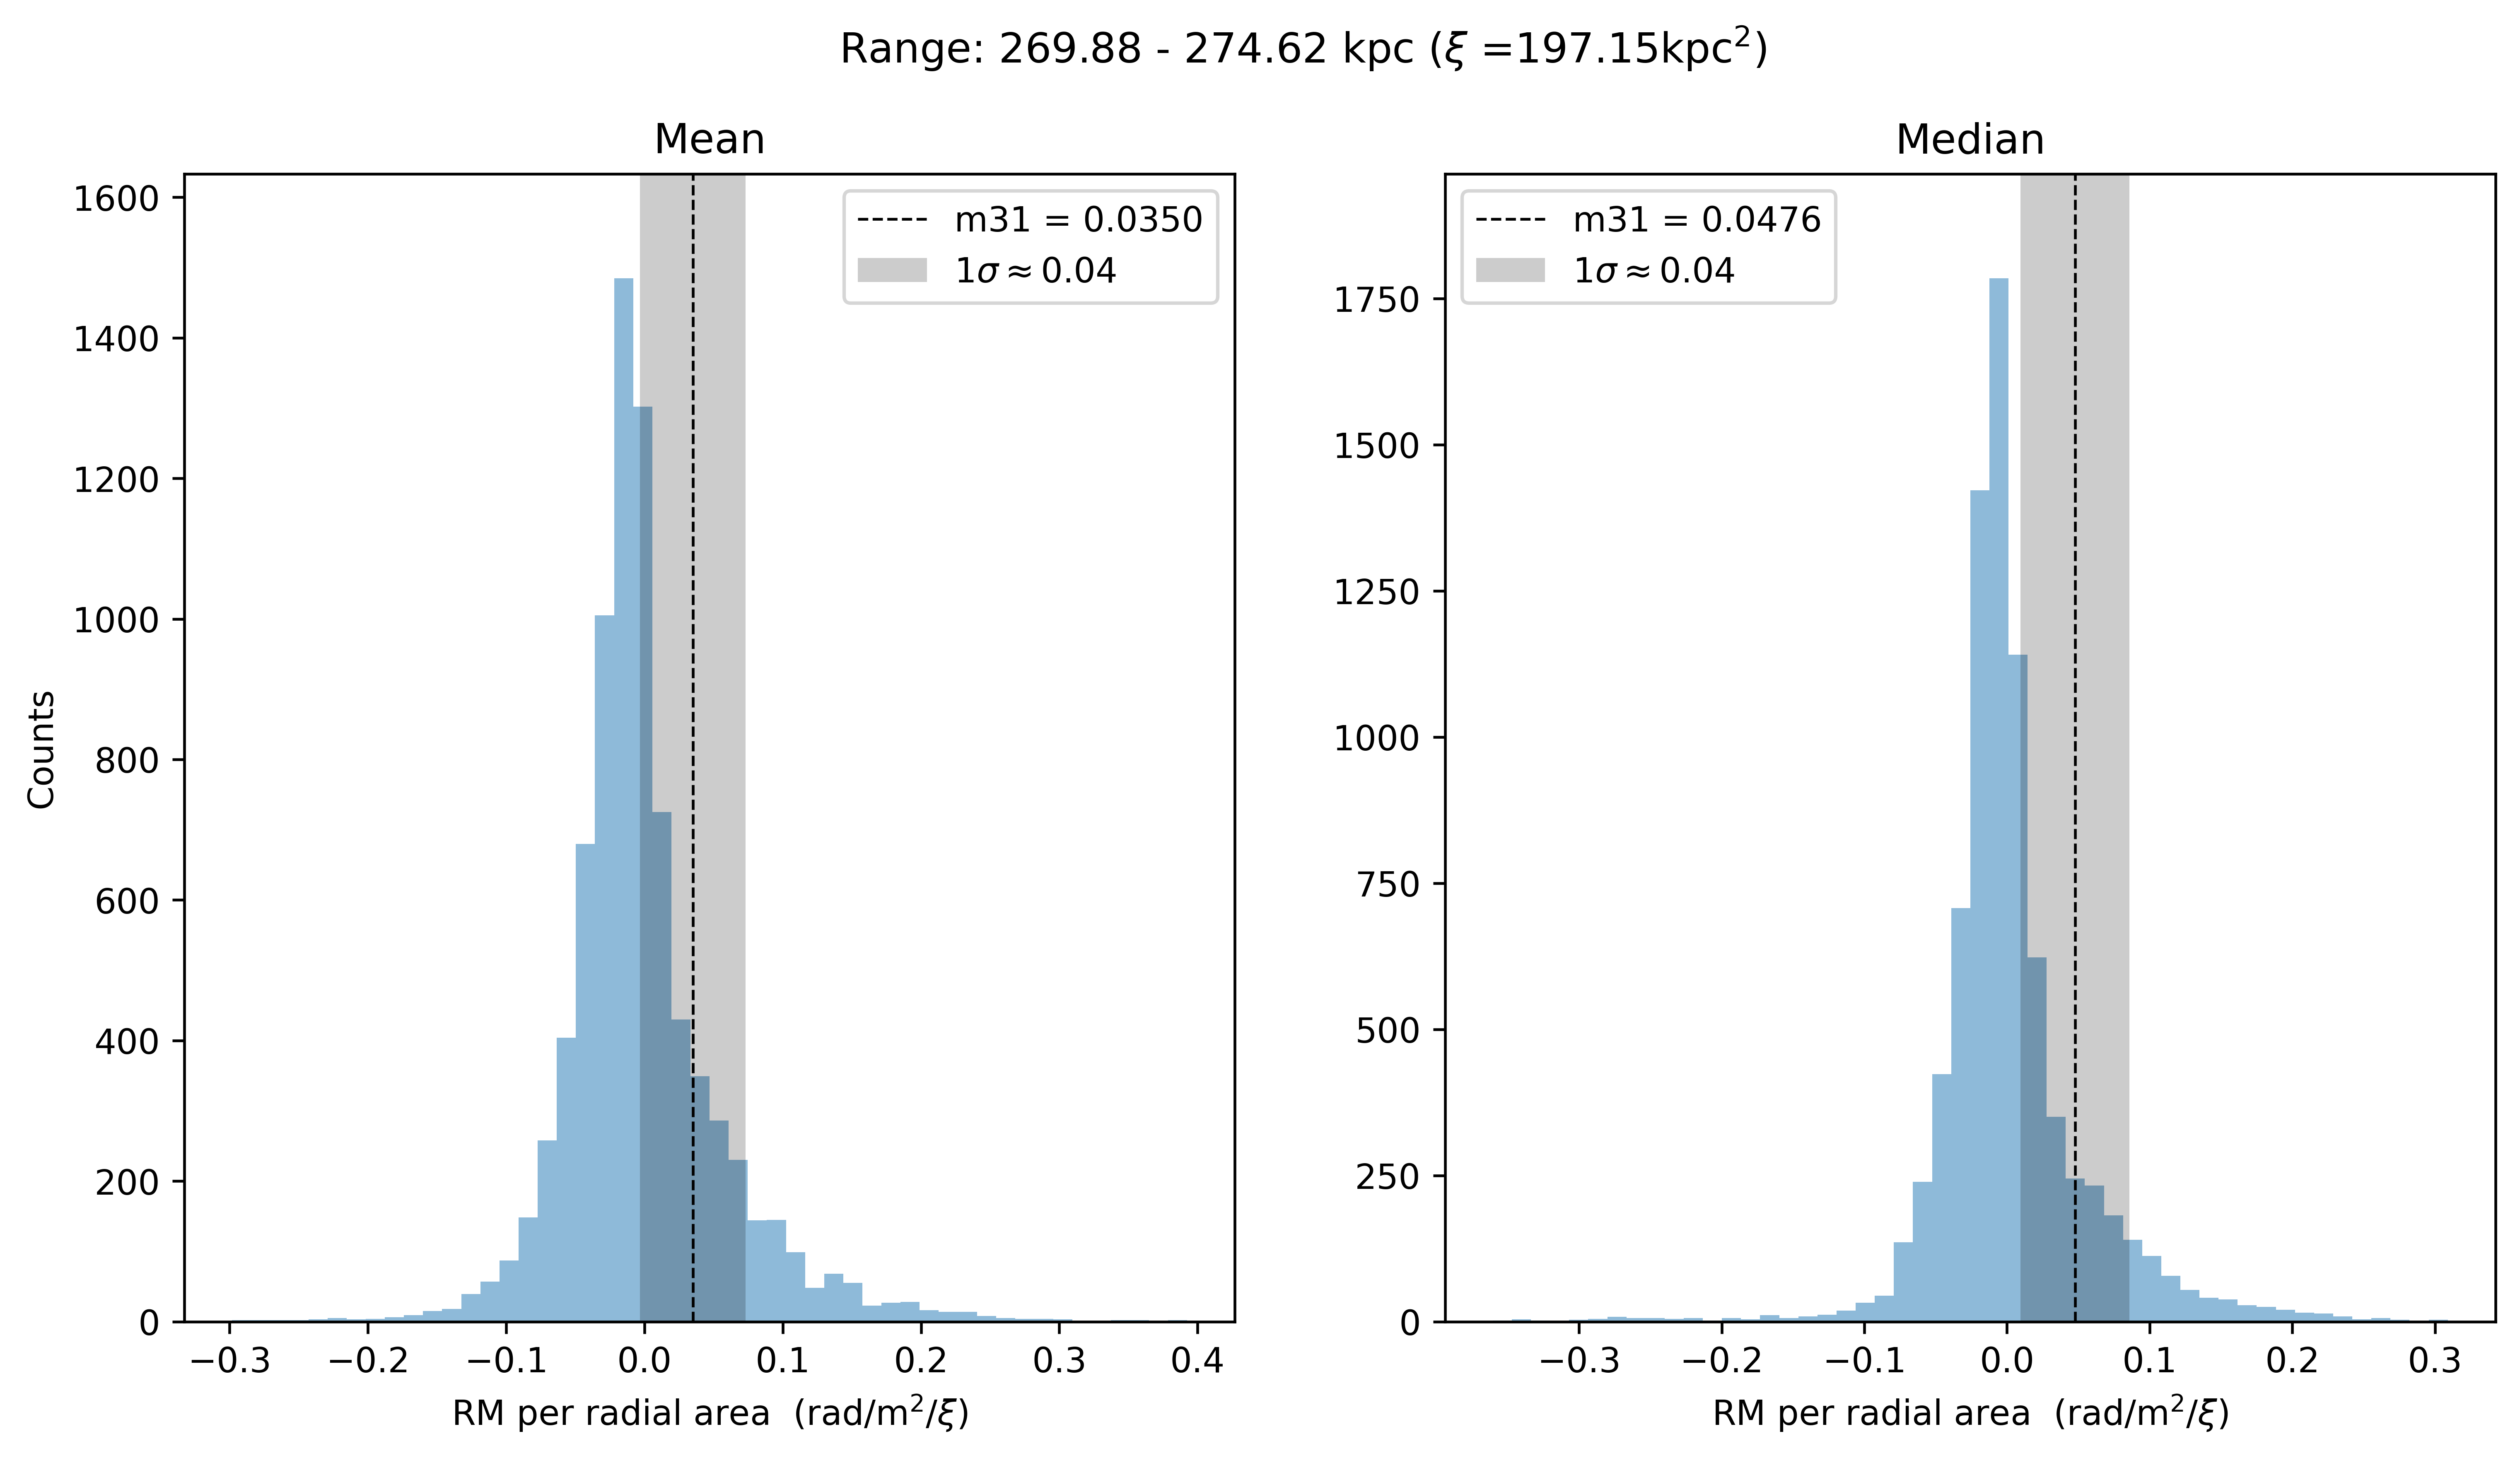 Range: 269.88 - 274.62 kpc (ξ =197.15kpc²)
Mean
1600
1400
1200
1000
800
600
400
200
0
Counts
m31 = 0.0350
1σ ≈ 0.04
−0.3 −0.2 −0.1 0.0 0.1 0.2 0.3 0.4
RM per radial area (rad/m²/ξ)
Median
1750
1500
1250
1000
750
500
250
0
m31 = 0.0476
1σ ≈ 0.04
−0.3 −0.2 −0.1 0.0 0.1 0.2 0.3
RM per radial area (rad/m²/ξ)